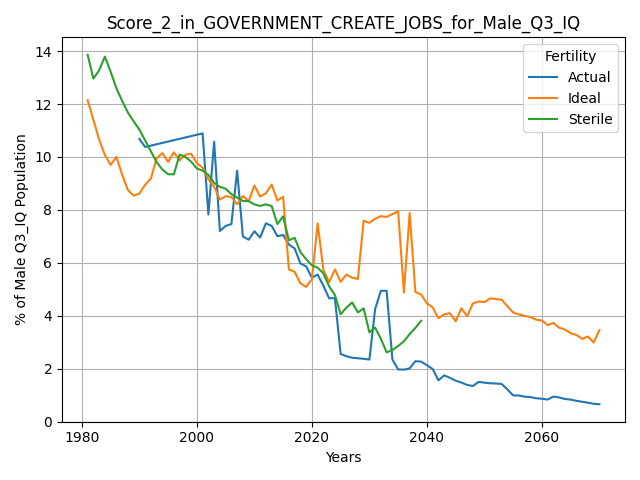 Score_2_in_GOVERNMENT_CREATE_JOBS_for_Male_Q3_IQ
Fertility
Actual
Ideal
Sterile
% of Male Q3_IQ Population
14
12
10
8
6
4
2
0
1980 2000 2020 2040 2060
Years